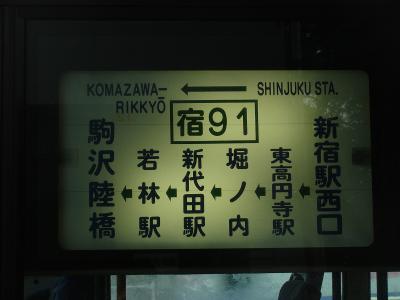 KOMAZAWA-
RIKKYŌ
SHINJUKU STA.
宿91
新宿駅西口
東高円寺駅
堀ノ内
新代田駅
若林駅
駒沢陸橋